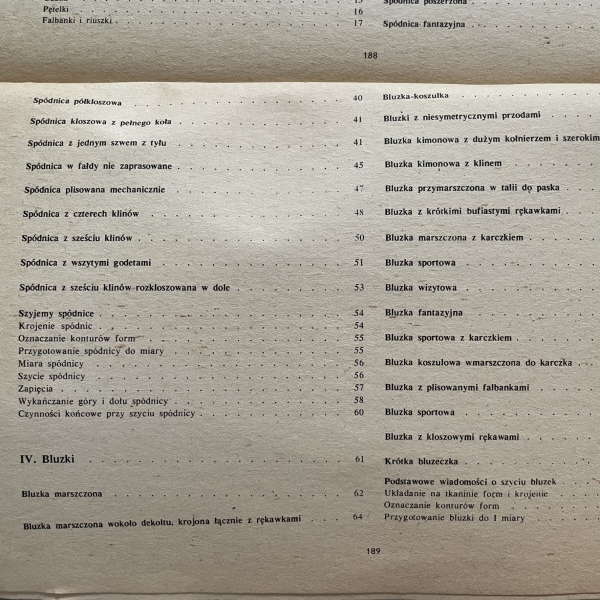 Pętelki 16
Falbanki i riuszki 17
Spódnica poszerzona
Spódnica fantazyjna
188
Spódnica półkloszowa 40
Spódnica kloszowa z pełnego koła 41
Spódnica z jednym szwem z tyłu 41
Spódnica w fałdy nie zaprasowane 45
Spódnica plisowana mechanicznie 47
Spódnica z czterech klinów 48
Spódnica z sześciu klinów 50
Spódnica z wszytymi godetami 51
Spódnica z sześciu klinów rozkloszowana w dole 53
Szyjemy spódnice 54
Krojenie spódnic 54
Oznaczanie konturów form 55
Przygotowanie spódnicy do miary 55
Miara spódnicy 56
Szycie spódnicy 56
Zapięcia 57
Wykańczanie góry i dołu spódnicy 58
Czynności końcowe przy szyciu spódnicy 60
IV. Bluzki 61
Bluzka marszczona 62
Bluzka marszczona wokoło dekoltu, krojona łącznie z rękawkami 64
Bluzka-koszulka
Bluzki z niesymetrycznymi przodami
Bluzka kimonowa z dużym kołnierzem i szerokim
Bluzka kimonowa z klinem
Bluzka przymarszczona w talii do paska
Bluzka z krótkimi bufiastymi rękawkami
Bluzka marszczona z karczkiem
Bluzka sportowa
Bluzka wizytowa
Bluzka fantazyjna
Bluzka sportowa z karczkiem
Bluzka koszulowa wmarszczona do karczka
Bluzka z plisowanymi falbankami
Bluzka sportowa
Bluzka z kloszowymi rękawami
Krótka bluzeczka
Podstawowe wiadomości o szyciu bluzek
Układanie na tkaninie form i krojenie
Oznaczanie konturów form
Przygotowanie bluzki do I miary
189